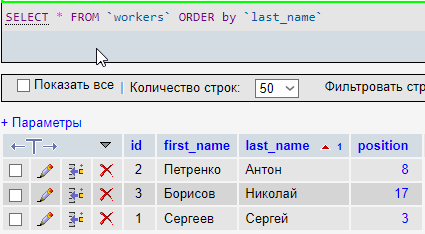 SELECT * FROM `workers` ORDER by `last_name`
Показать все | Количество строк: 50 Фильтровать стр
+ Параметры
id first_name last_name 1 position
2 Петренко Антон 8
3 Борисов Николай 17
1 Сергеев Сергей 3